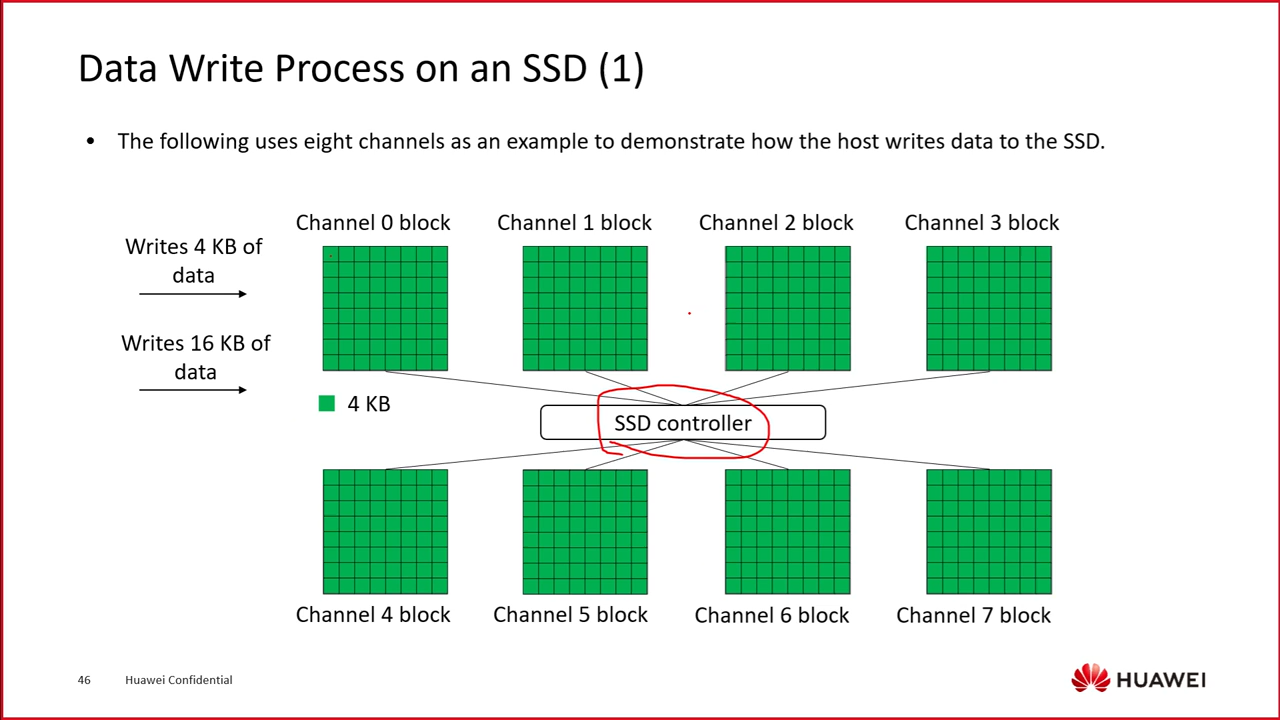 Data Write Process on an SSD (1)
• The following uses eight channels as an example to demonstrate how the host writes data to the SSD.
Channel 0 block
Channel 1 block
Channel 2 block
Channel 3 block
Writes 4 KB of
data
Writes 16 KB of
data
4 KB
SSD controller
Channel 4 block
Channel 5 block
Channel 6 block
Channel 7 block
46
Huawei Confidential
HUAWEI